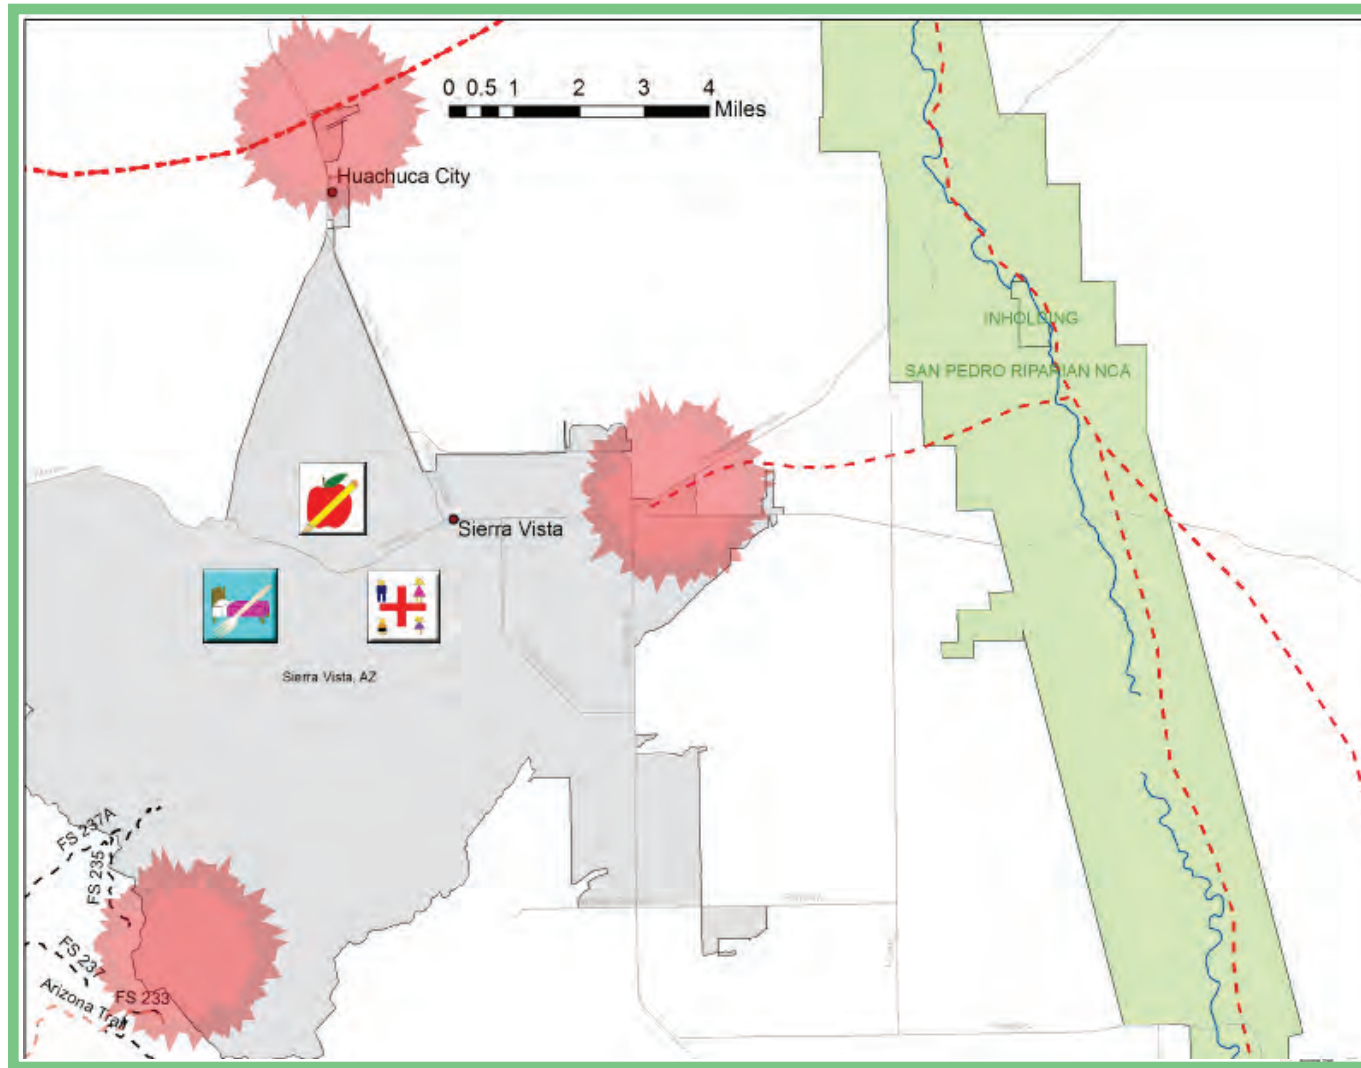 0 0.5 1 2 3 4
Miles
Huachuca City
INHOLDING
SAN PEDRO RIPARIAN NCA
Sierra Vista
Sierra Vista, AZ
FS 237A
FS 235
FS 237
FS 233
Arizona Trail